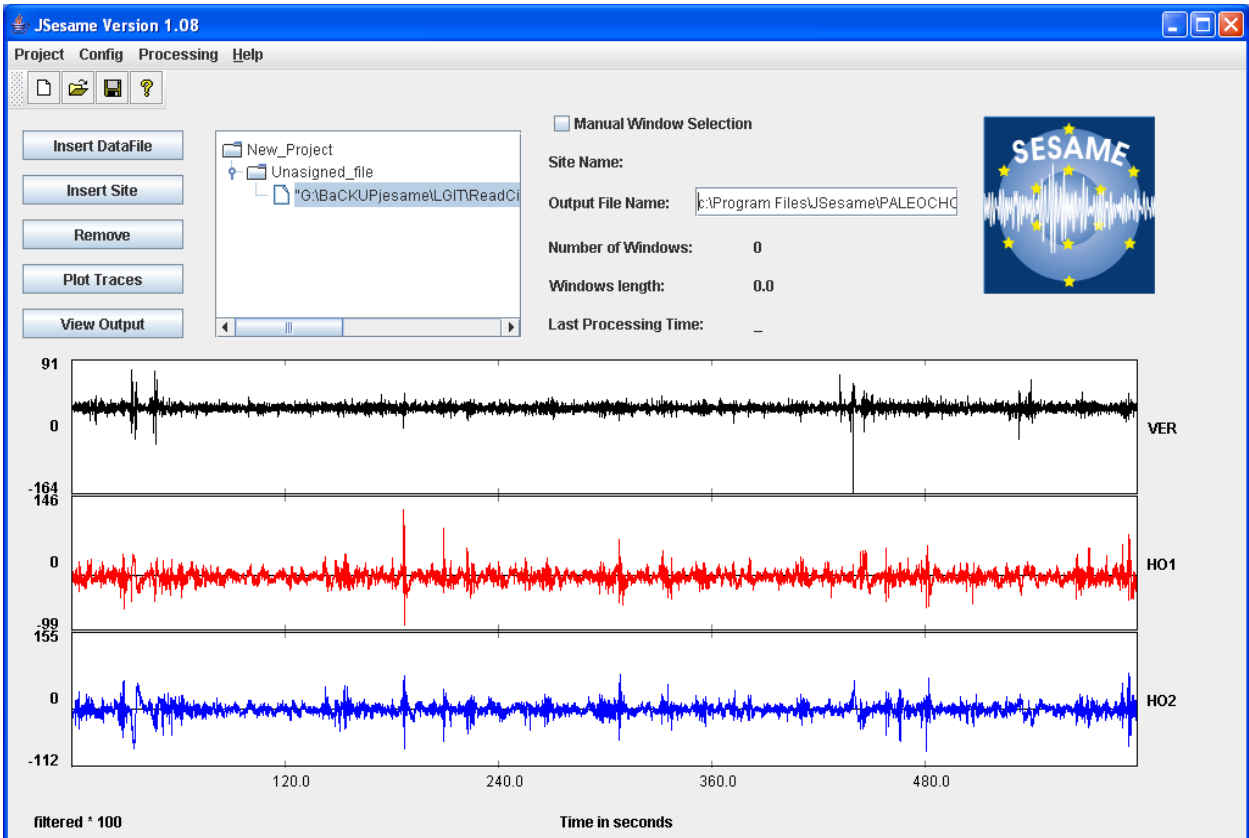 JSesame Version 1.08
Project Config Processing Help
Insert DataFile
Insert Site
Remove
Plot Traces
View Output
New_Project
Unasigned_file
"G:\BaCKUPjesame\LGIT\ReadCi
Manual Window Selection
Site Name:
Output File Name: c:\Program Files\JSesame\PALEOCHO
Number of Windows: 0
Windows length: 0.0
Last Processing Time: _
SESAME
91
0
-164
VER
146
0
-99
HO1
155
0
-112
HO2
120.0 240.0 360.0 480.0
filtered * 100 Time in seconds